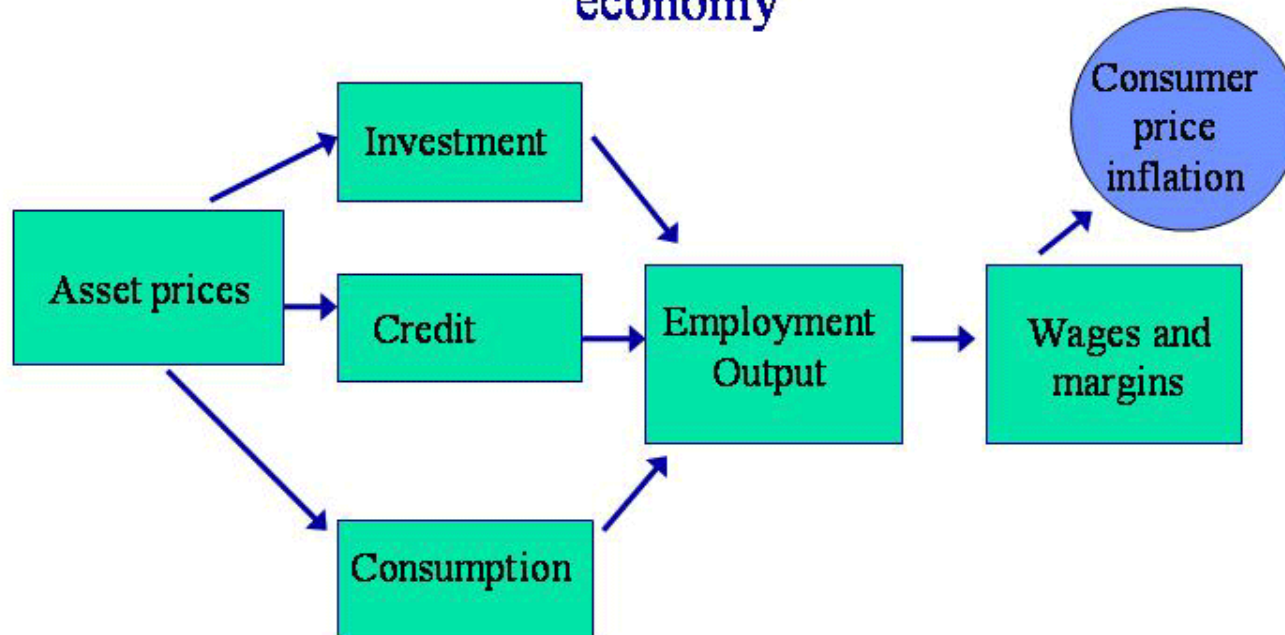 economy
Consumer
price
inflation
Investment
Asset prices
Credit
Employment
Output
Wages and
margins
Consumption